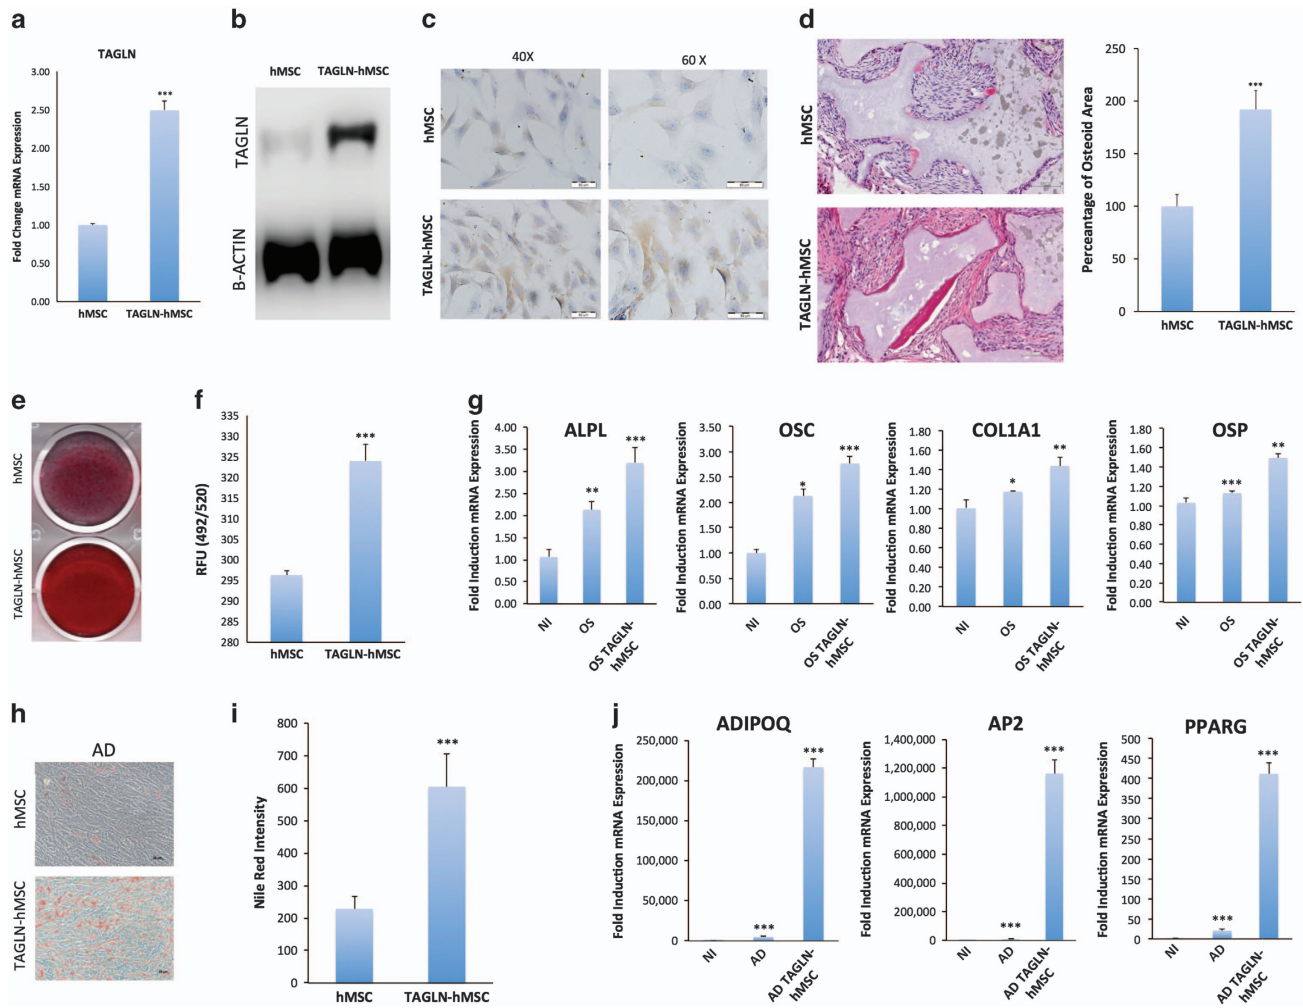 a
TAGLN
Fold Change mRNA Expression
3.00
2.50
2.00
1.50
1.00
0.50
0.00
***
hMSC
TAGLN-hMSC
b
hMSC
TAGLN-hMSC
TAGLN
B-ACTIN
c
40X
60 X
hMSC
TAGLN-hMSC
d
hMSC
TAGLN-hMSC
Perceantage of Osteoid Area
250
200
150
100
50
0
***
hMSC
TAGLN-hMSC
e
hMSC
TAGLN-hMSC
f
RFU (492/520)
335
330
325
320
315
310
305
300
295
290
285
280
***
hMSC
TAGLN-hMSC
g
ALPL
Fold Induction mRNA Expression
4.00
3.50
3.00
2.50
2.00
1.50
1.00
0.50
0.00
**
***
NI
OS
OS TAGLN-
hMSC
OSC
Fold Induction mRNA Expression
3.50
3.00
2.50
2.00
1.50
1.00
0.50
0.00
*
***
NI
OS
OS TAGLN-
hMSC
COL1A1
Fold Induction mRNA Expression
1.80
1.60
1.40
1.20
1.00
0.80
0.60
0.40
0.20
0.00
*
**
NI
OS
OS TAGLN-
hMSC
OSP
Fold Induction mRNA Expression
1.80
1.60
1.40
1.20
1.00
0.80
0.60
0.40
0.20
0.00
***
**
NI
OS
OS TAGLN-
hMSC
h
AD
hMSC
TAGLN-hMSC
i
Nile Red Intensity
800
700
600
500
400
300
200
100
0
***
hMSC
TAGLN-hMSC
j
ADIPOQ
Fold Induction mRNA Expression
250,000
200,000
150,000
100,000
50,000
0
***
***
NI
AD
AD TAGLN-
hMSC
AP2
Fold Induction mRNA Expression
1,400,000
1,200,000
1,000,000
800,000
600,000
400,000
200,000
0
***
***
NI
AD
AD TAGLN-
hMSC
PPARG
Fold Induction mRNA Expression
500
450
400
350
300
250
200
150
100
50
0
***
***
NI
AD
AD TAGLN-
hMSC